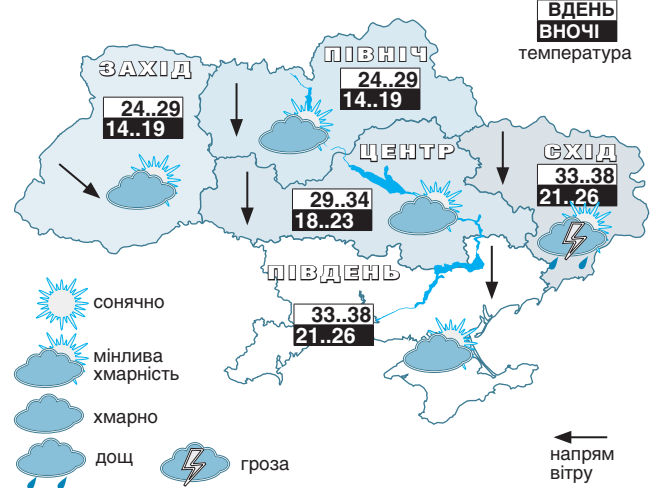 ВДЕНЬ
ВНОЧІ
температура
ПІВНІЧ
24..29
14..19
ЗАХІД
24..29
14..19
ЦЕНТР
29..34
18..23
СХІД
33..38
21..26
ПІВДЕНЬ
33..38
21..26
сонячно
мінлива
хмарність
хмарно
дощ
гроза
напрям
вітру